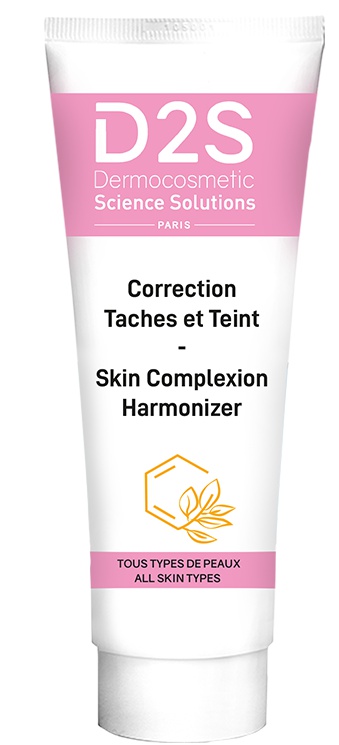 D2S
Dermocosmetic
Science Solutions
PARIS
Correction
Taches et Teint
-
Skin Complexion
Harmonizer
TOUS TYPES DE PEAUX
ALL SKIN TYPES